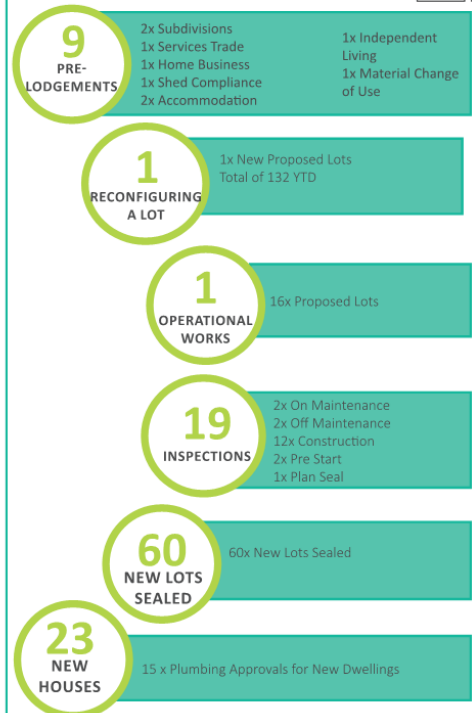 9
PRE-
LODGEMENTS
2x Subdivisions
1x Services Trade
1x Home Business
1x Shed Compliance
2x Accommodation
1x Independent
Living
1x Material Change
of Use
1
RECONFIGURING
A LOT
1x New Proposed Lots
Total of 132 YTD
1
OPERATIONAL
WORKS
16x Proposed Lots
19
INSPECTIONS
2x On Maintenance
2x Off Maintenance
12x Construction
2x Pre Start
1x Plan Seal
60
NEW LOTS
SEALED
60x New Lots Sealed
23
NEW
HOUSES
15 x Plumbing Approvals for New Dwellings